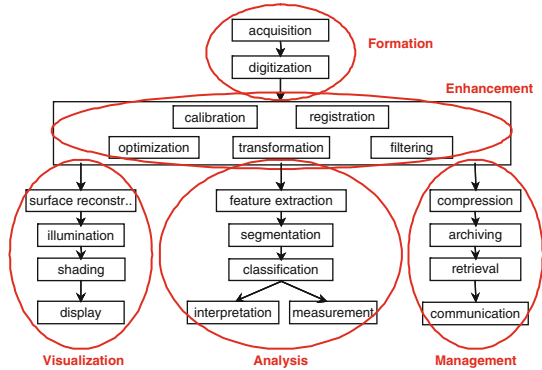 acquisition
Formation
digitization
Enhancement
calibration
registration
optimization
transformation
filtering
surface reconstr..
feature extraction
compression
illumination
segmentation
archiving
shading
classification
retrieval
display
interpretation
measurement
communication
Visualization
Analysis
Management